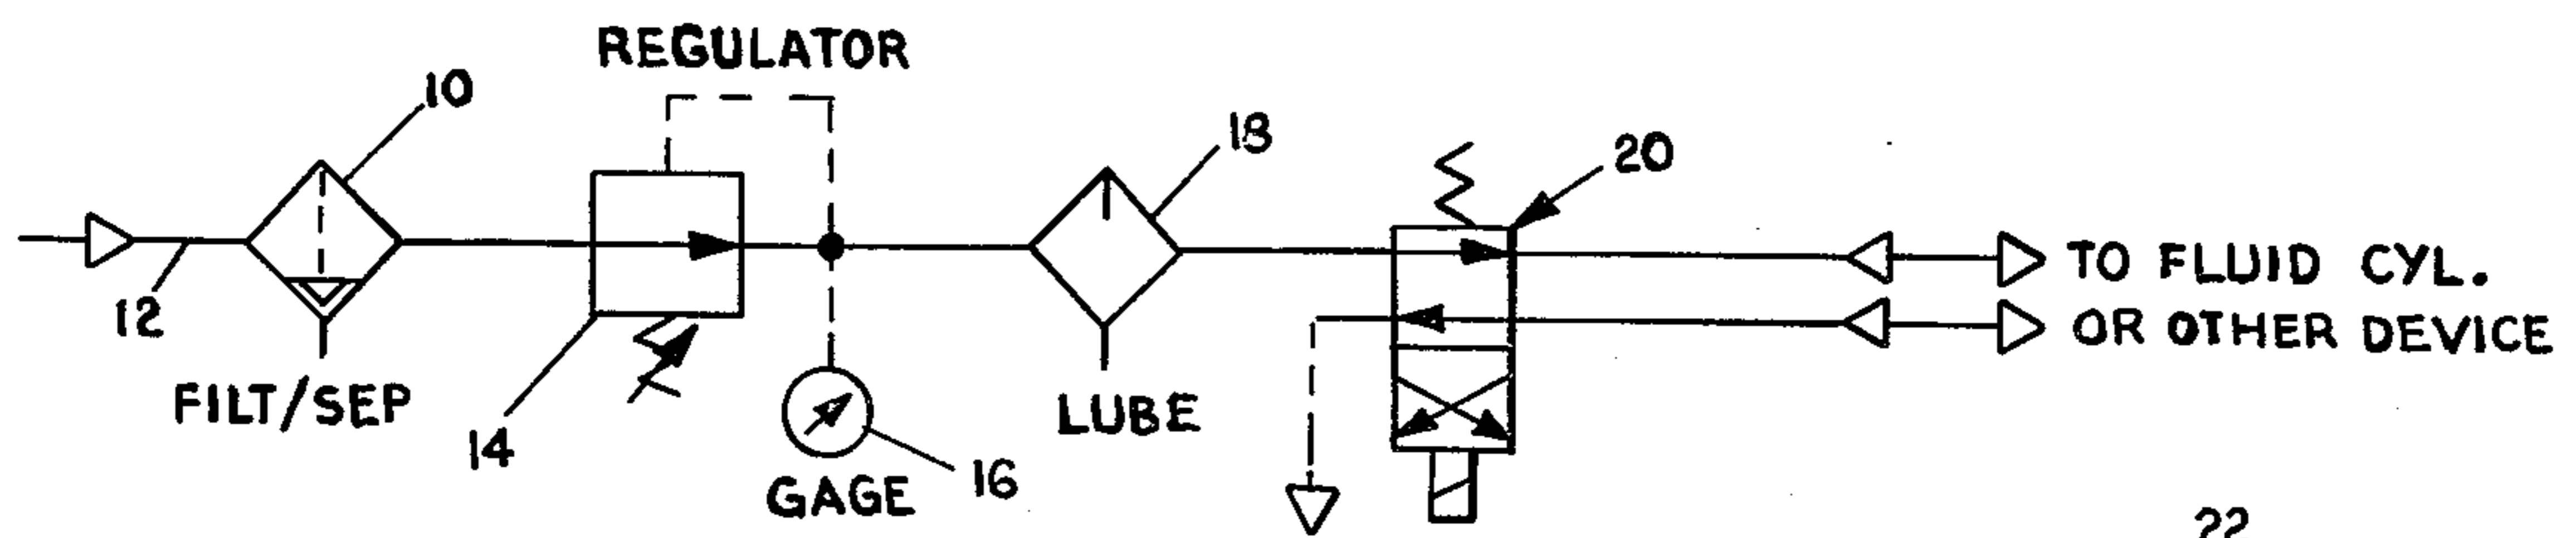 REGULATOR
10
18
20
12
TO FLUID CYL.
OR OTHER DEVICE
FILT/SEP
14
LUBE
16
GAGE
22